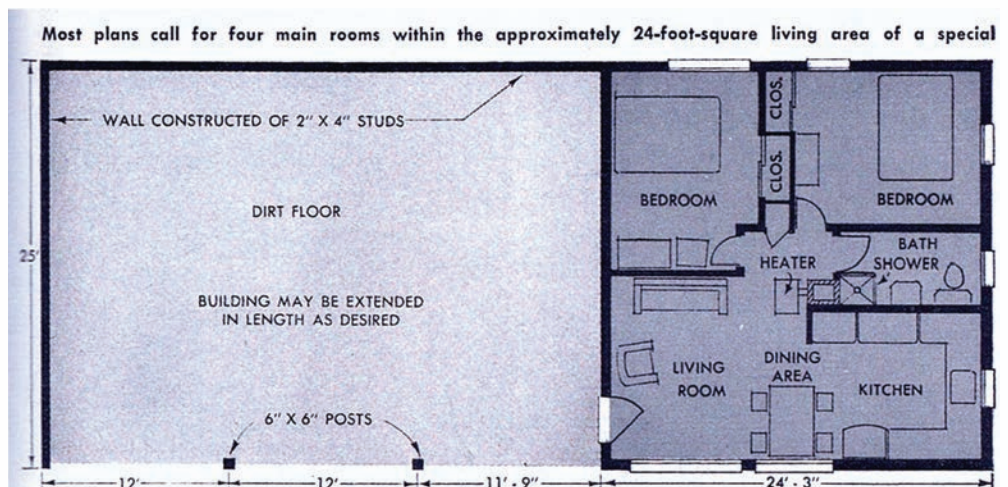 Most plans call for four main rooms within the approximately 24-foot-square living area of a special
WALL CONSTRUCTED OF 2" X 4" STUDS
CLOS.
CLOS.
BEDROOM
BEDROOM
DIRT FLOOR
25'
HEATER
BATH
SHOWER
BUILDING MAY BE EXTENDED
IN LENGTH AS DESIRED
LIVING
ROOM
DINING
AREA
KITCHEN
6" X 6" POSTS
12'
12'
11' - 9"
24' - 3"